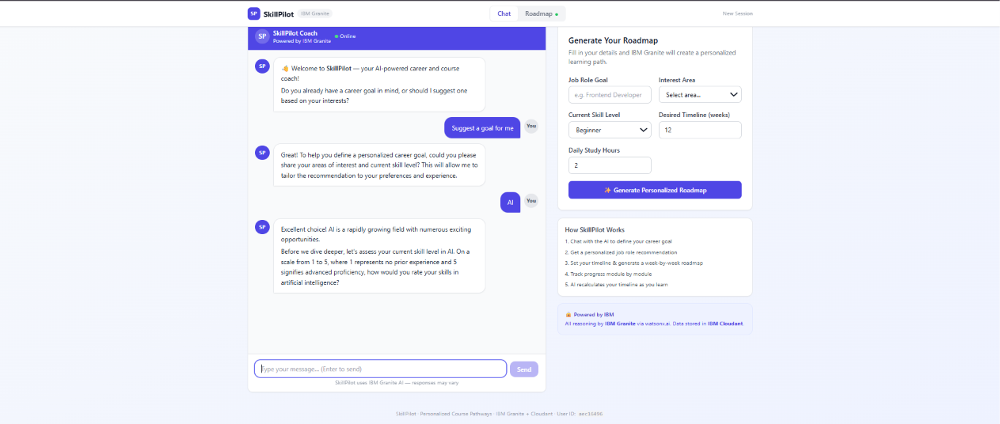 SP SkillPilot IBM Granite
Chat
Roadmap
New Session
SP
SkillPilot Coach
Powered by IBM Granite
Online
SP
👋 Welcome to SkillPilot — your AI-powered career and course
coach!
Do you already have a career goal in mind, or should I suggest one
based on your interests?
Suggest a goal for me
You
SP
Great! To help you define a personalized career goal, could you please
share your areas of interest and current skill level? This will allow me to
tailor the recommendation to your preferences and experience.
AI
You
SP
Excellent choice! AI is a rapidly growing field with numerous exciting
opportunities.
Before we dive deeper, let's assess your current skill level in AI. On a
scale from 1 to 5, where 1 represents no prior experience and 5
signifies advanced proficiency, how would you rate your skills in
artificial intelligence?
Type your message... (Enter to send)
Send
SkillPilot uses IBM Granite AI — responses may vary
Generate Your Roadmap
Fill in your details and IBM Granite will create a personalized
learning path.
Job Role Goal
e.g. Frontend Developer
Interest Area
Select area...
Current Skill Level
Beginner
Desired Timeline (weeks)
12
Daily Study Hours
2
✨ Generate Personalized Roadmap
How SkillPilot Works
1. Chat with the AI to define your career goal
2. Get a personalized job role recommendation
3. Set your timeline & generate a week-by-week roadmap
4. Track progress module by module
5. AI recalculates your timeline as you learn
Powered by IBM
All reasoning by IBM Granite via watsonx.ai. Data stored in IBM Cloudant.
SkillPilot · Personalized Course Pathways · IBM Granite + Cloudant · User ID: aec16496